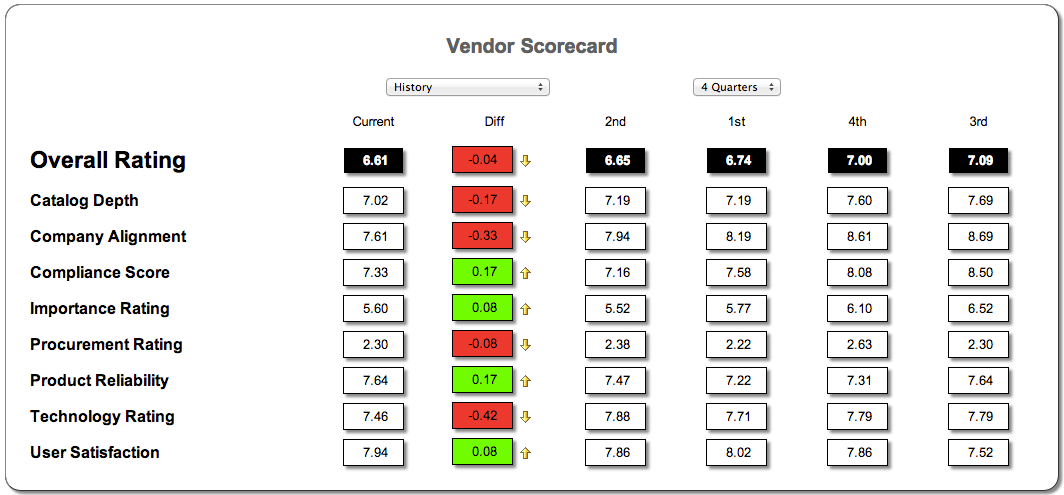 Vendor Scorecard
History 4 Quarters
Current Diff 2nd 1st 4th 3rd
Overall Rating 6.61 -0.04 6.65 6.74 7.00 7.09
Catalog Depth 7.02 -0.17 7.19 7.19 7.60 7.69
Company Alignment 7.61 -0.33 7.94 8.19 8.61 8.69
Compliance Score 7.33 0.17 7.16 7.58 8.08 8.50
Importance Rating 5.60 0.08 5.52 5.77 6.10 6.52
Procurement Rating 2.30 -0.08 2.38 2.22 2.63 2.30
Product Reliability 7.64 0.17 7.47 7.22 7.31 7.64
Technology Rating 7.46 -0.42 7.88 7.71 7.79 7.79
User Satisfaction 7.94 0.08 7.86 8.02 7.86 7.52